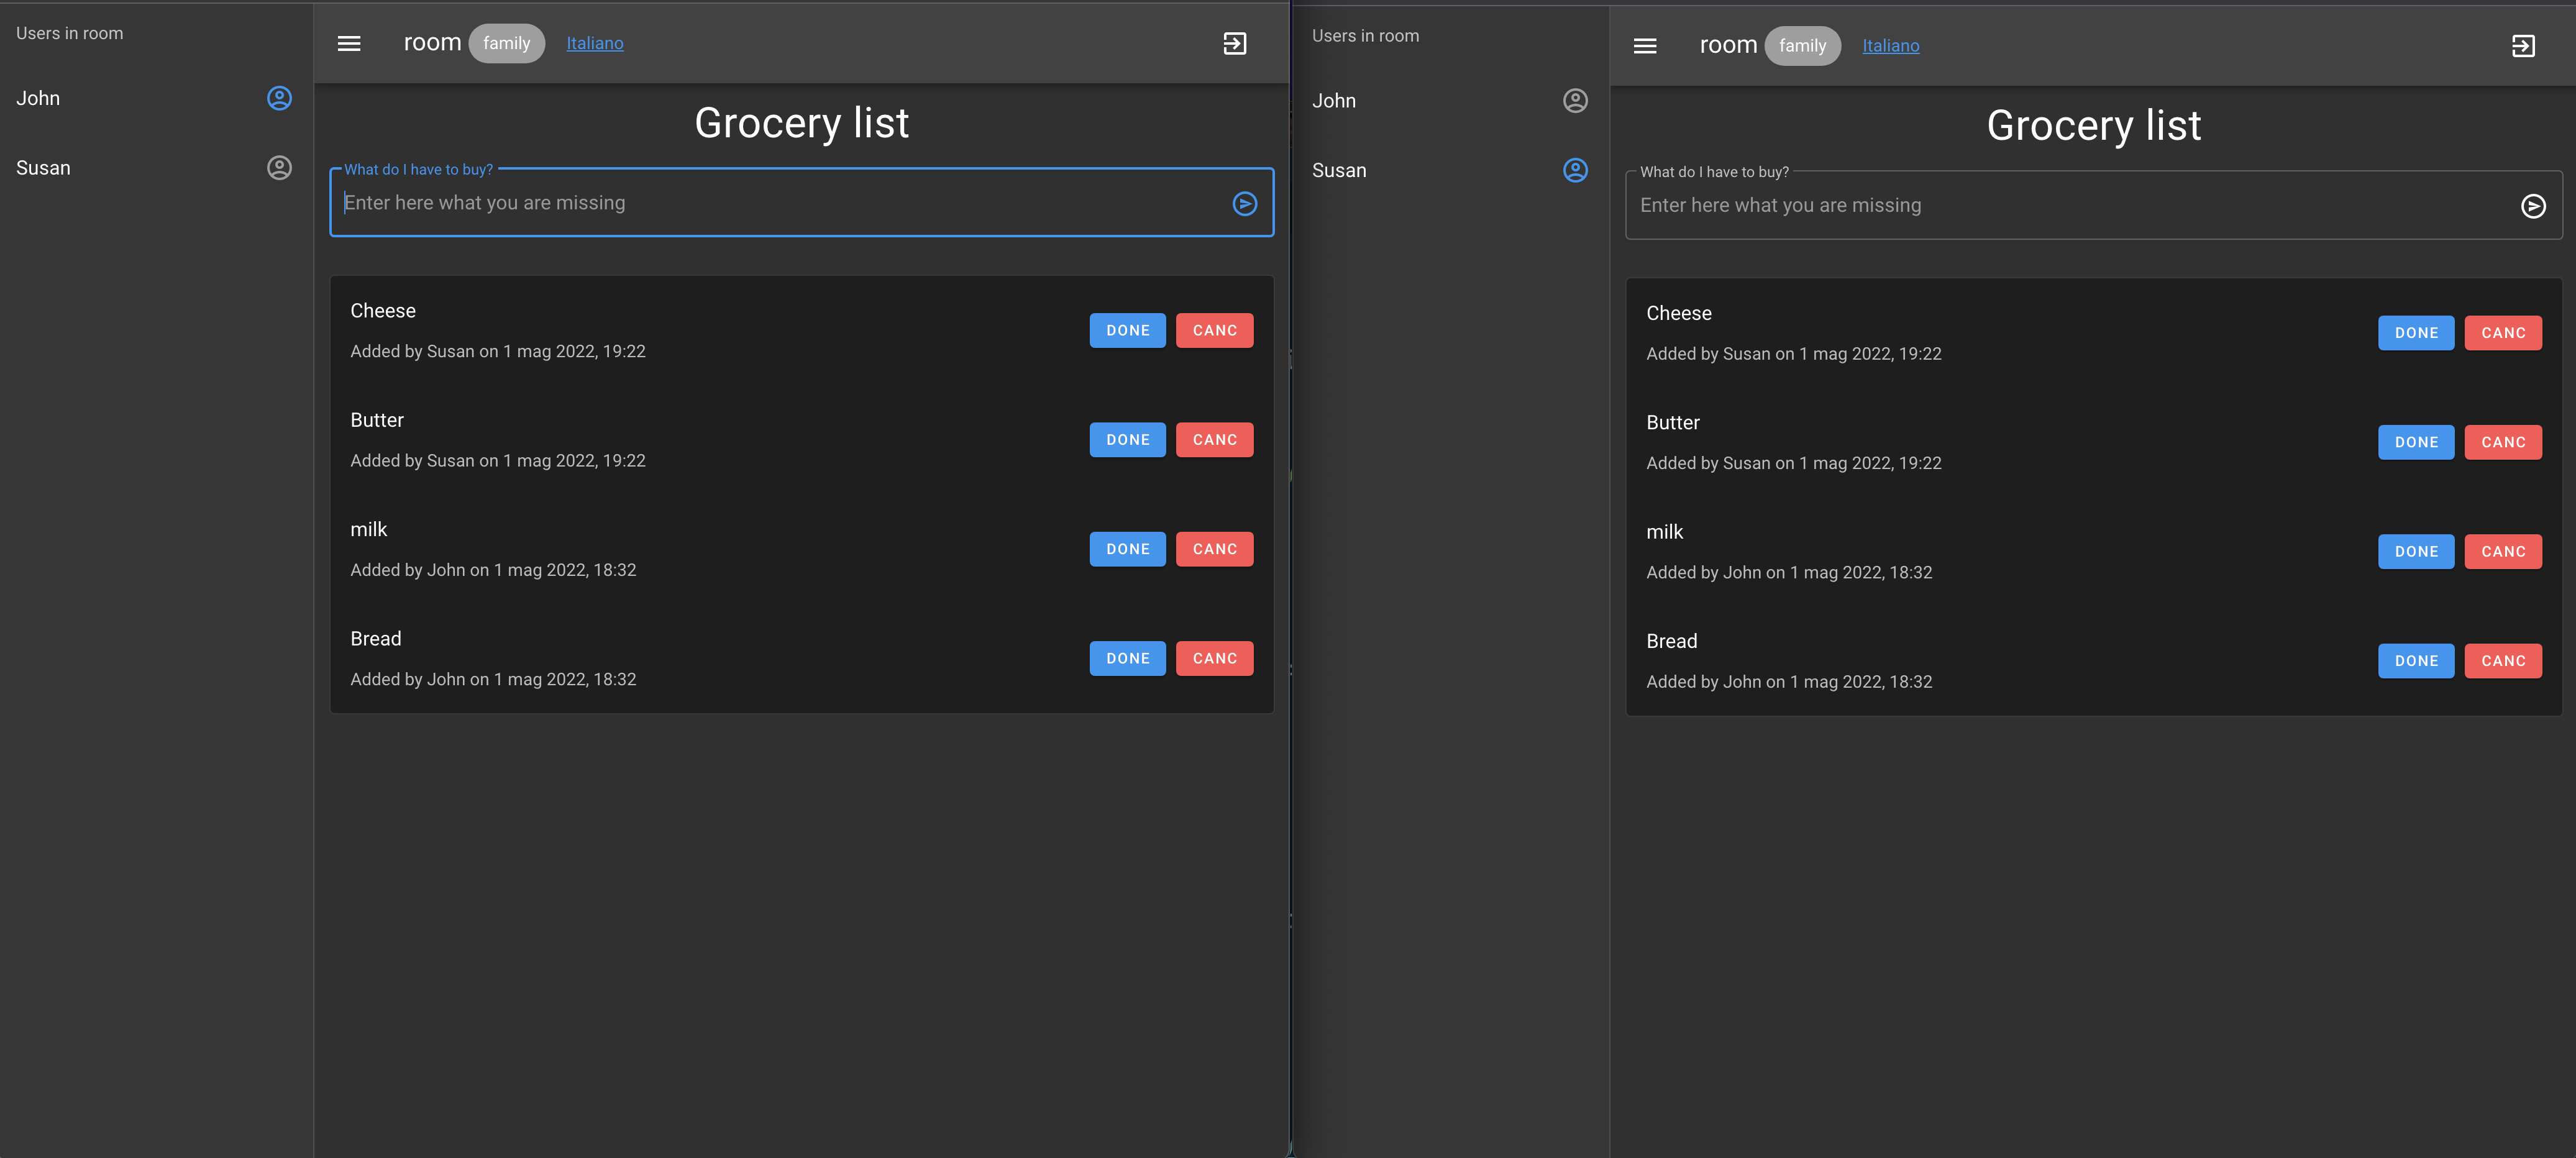 Users in room
John
Susan
room family Italiano
Grocery list
What do I have to buy?
Enter here what you are missing
Cheese
Added by Susan on 1 mag 2022, 19:22
DONE CANC
Butter
Added by Susan on 1 mag 2022, 19:22
DONE CANC
milk
Added by John on 1 mag 2022, 18:32
DONE CANC
Bread
Added by John on 1 mag 2022, 18:32
DONE CANC
Users in room
John
Susan
room family Italiano
Grocery list
What do I have to buy?
Enter here what you are missing
Cheese
Added by Susan on 1 mag 2022, 19:22
DONE CANC
Butter
Added by Susan on 1 mag 2022, 19:22
DONE CANC
milk
Added by John on 1 mag 2022, 18:32
DONE CANC
Bread
Added by John on 1 mag 2022, 18:32
DONE CANC